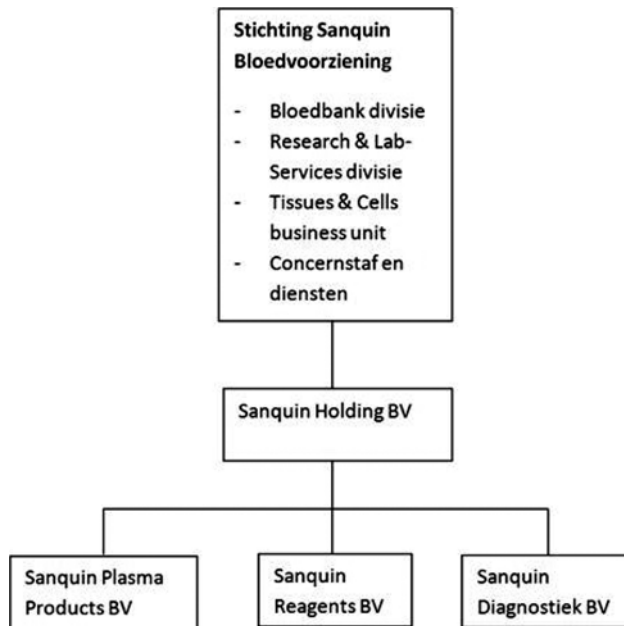 Stichting Sanquin
Bloedvoorziening
- Bloedbank divisie
- Research & Lab-
Services divisie
- Tissues & Cells
business unit
- Concernstaf en
diensten
Sanquin Holding BV
Sanquin Plasma
Products BV
Sanquin
Reagents BV
Sanquin
Diagnostiek BV